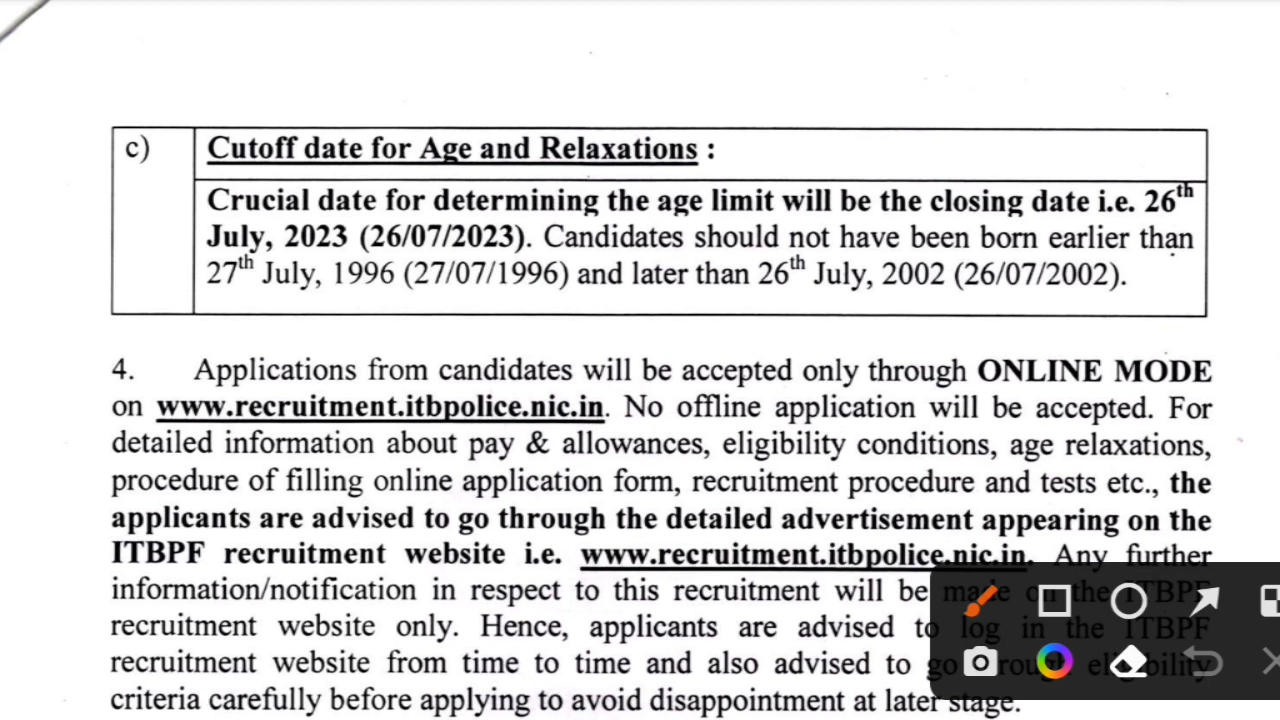 c)
Cutoff date for Age and Relaxations :
Crucial date for determining the age limit will be the closing date i.e. 26th
July, 2023 (26/07/2023). Candidates should not have been born earlier than
27th July, 1996 (27/07/1996) and later than 26th July, 2002 (26/07/2002).
4. Applications from candidates will be accepted only through ONLINE MODE
on www.recruitment.itbpolice.nic.in. No offline application will be accepted. For
detailed information about pay & allowances, eligibility conditions, age relaxations,
procedure of filling online application form, recruitment procedure and tests etc., the
applicants are advised to go through the detailed advertisement appearing on the
ITBPF recruitment website i.e. www.recruitment.itbpolice.nic.in. Any further
information/notification in respect to this recruitment will be made on the ITBPF
recruitment website only. Hence, applicants are advised to log in the ITBPF
recruitment website from time to time and also advised to go through eligibility
criteria carefully before applying to avoid disappointment at later stage.